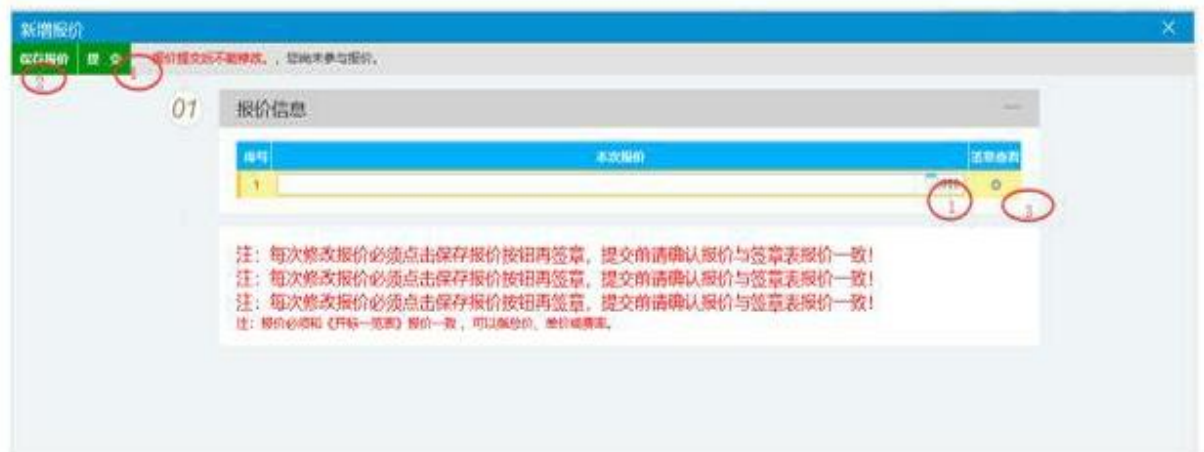 新增报价
保存报价 提 交 报价提交后不能修改。，您尚未参与报价。
01 报价信息
序号 本次报价 签章查看
1
1 3
注：每次修改报价必须点击保存报价按钮再签章，提交前请确认报价与签章表报价一致！
注：每次修改报价必须点击保存报价按钮再签章，提交前请确认报价与签章表报价一致！
注：每次修改报价必须点击保存报价按钮再签章，提交前请确认报价与签章表报价一致！
注：报价必须和《开标一览表》报价一致，可以是总价、单价或费率。